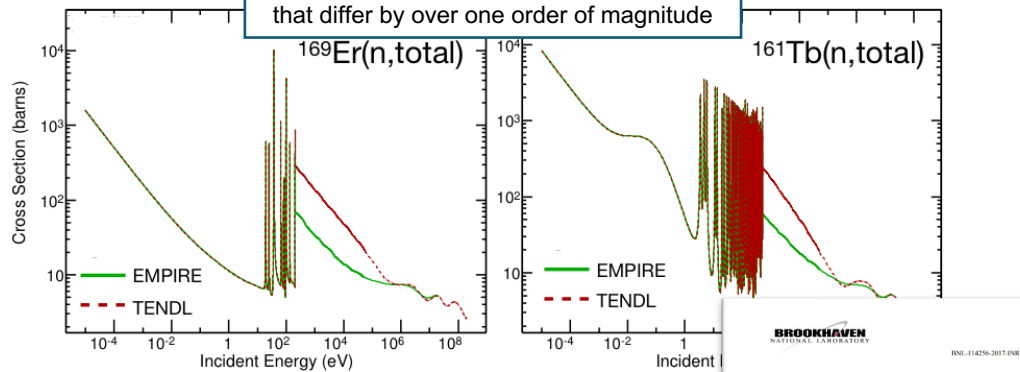 that differ by over one order of magnitude
¹⁶⁹Er(n,total)
Cross Section (barns)
10⁴
10³
10²
10
EMPIRE
TENDL
10⁻⁴ 10⁻² 1 10² 10⁴ 10⁶ 10⁸
Incident Energy (eV)
¹⁶¹Tb(n,total)
10⁴
10³
10²
10
EMPIRE
TENDL
10⁻⁴ 10⁻² 1
Incident
BROOKHAVEN
NATIONAL LABORATORY
BNL-114256-2017-INR